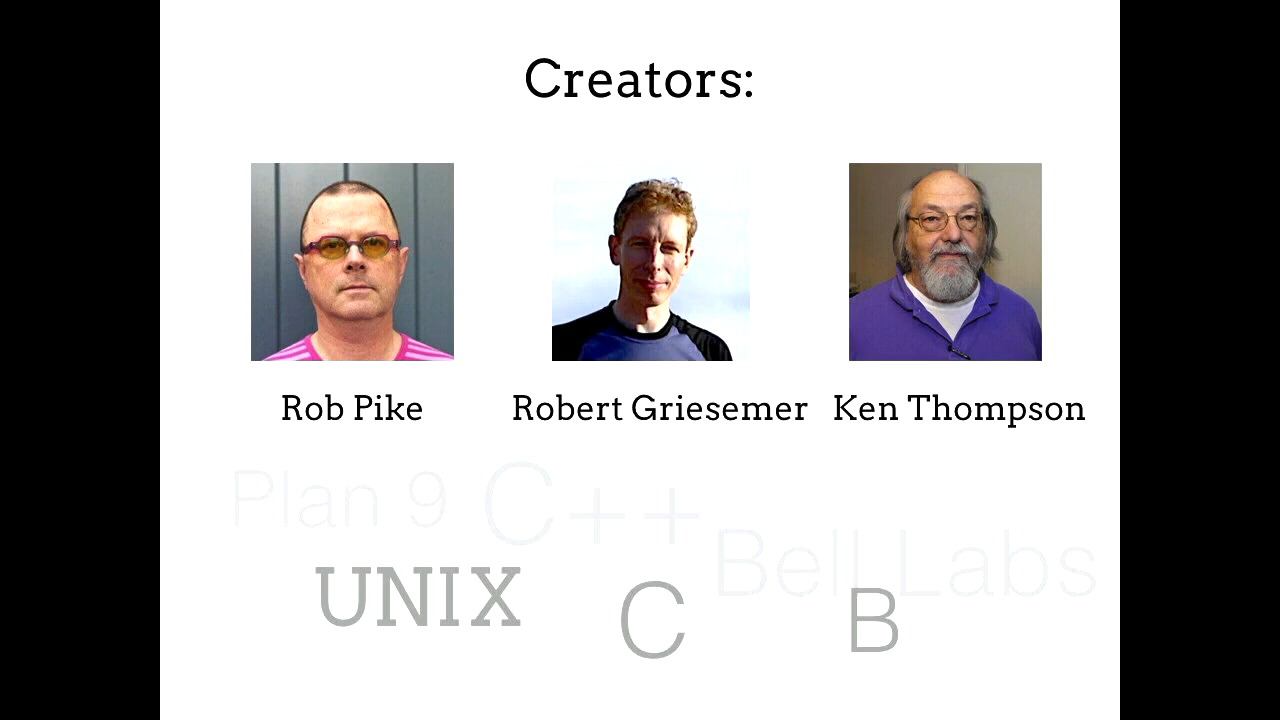 Creators:
Rob Pike
Robert Griesemer
Ken Thompson
Plan 9
C++
Bell Labs
UNIX
C
B